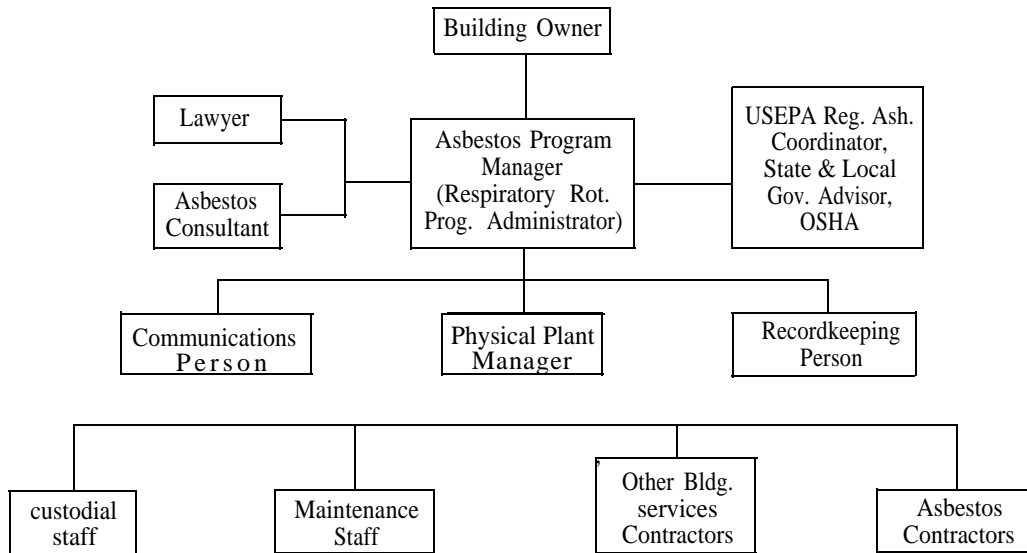 Building Owner
Lawyer
Asbestos
Consultant
Asbestos Program
Manager
(Respiratory Rot.
Prog. Administrator)
USEPA Reg. Ash.
Coordinator,
State & Local
Gov. Advisor,
OSHA
Communications
Person
Physical Plant
Manager
Recordkeeping
Person
custodial
staff
Maintenance
Staff
Other Bldg.
services
Contractors
Asbestos
Contractors